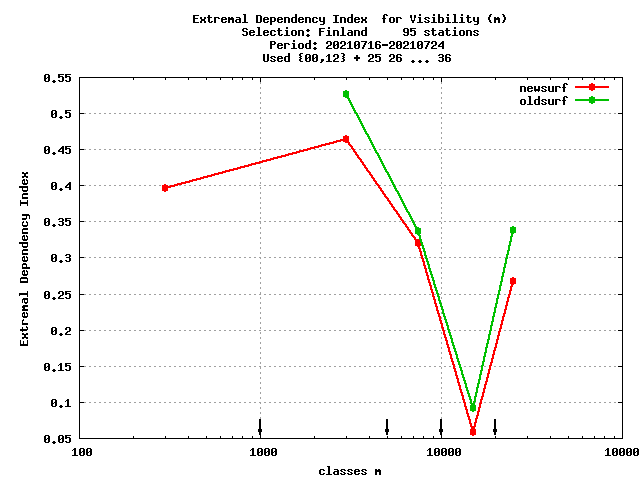 Extremal Dependency Index  for Visibility (m)
Selection: Finland     95 stations
Period: 20210716-20210724
Used {00,12} + 25 26 ... 36
newsurf
oldsurf
0.55
0.5
0.45
0.4
0.35
0.3
0.25
0.2
0.15
0.1
0.05
Extremal Dependency Index
100 1000 10000 10000
classes m